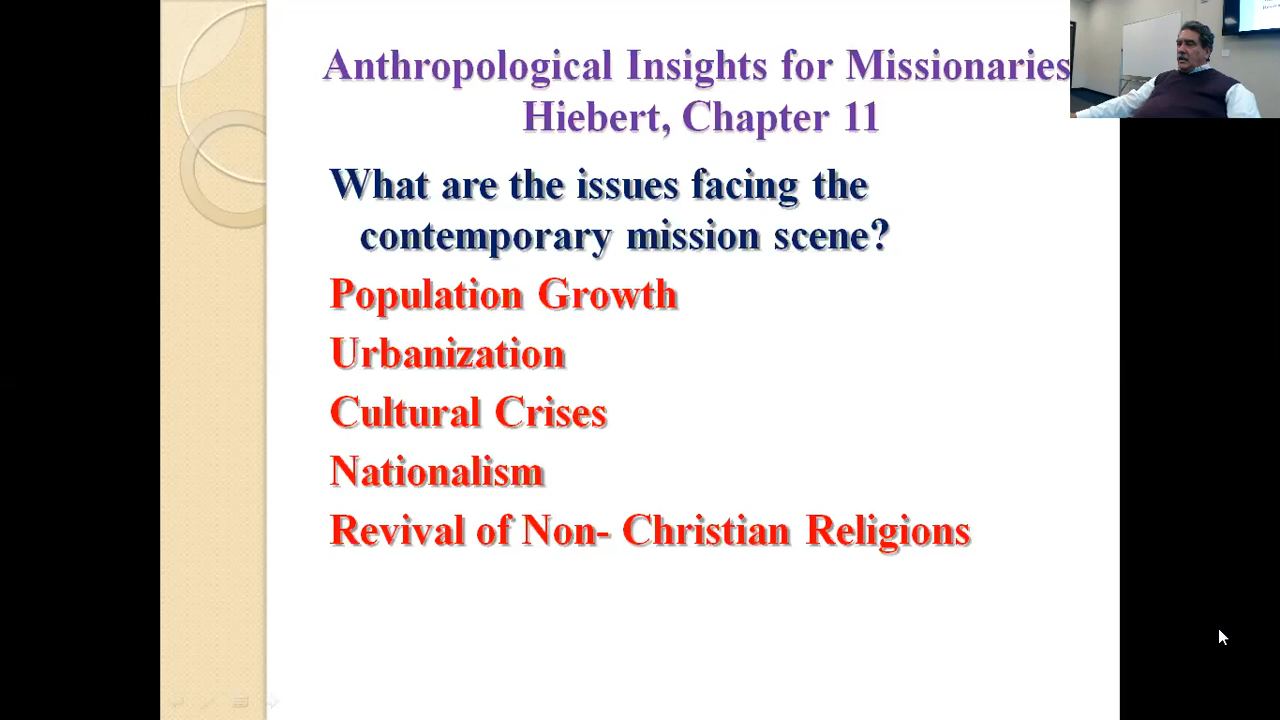 Anthropological Insights for Missionaries
Hiebert, Chapter 11
What are the issues facing the
contemporary mission scene?
Population Growth
Urbanization
Cultural Crises
Nationalism
Revival of Non- Christian Religions